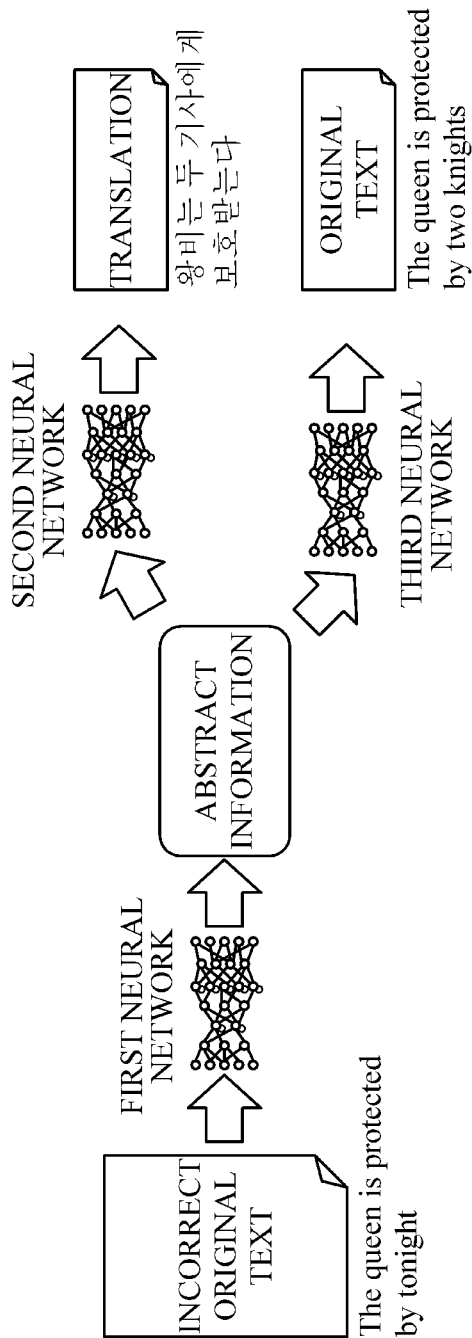 INCORRECT
ORIGINAL
TEXT
The queen is protected
by tonight
FIRST NEURAL
NETWORK
ABSTRACT
INFORMATION
SECOND NEURAL
NETWORK
TRANSLATION
왕비는 두 기사에게
보호받는다
THIRD NEURAL
NETWORK
ORIGINAL
TEXT
The queen is protected
by two knights